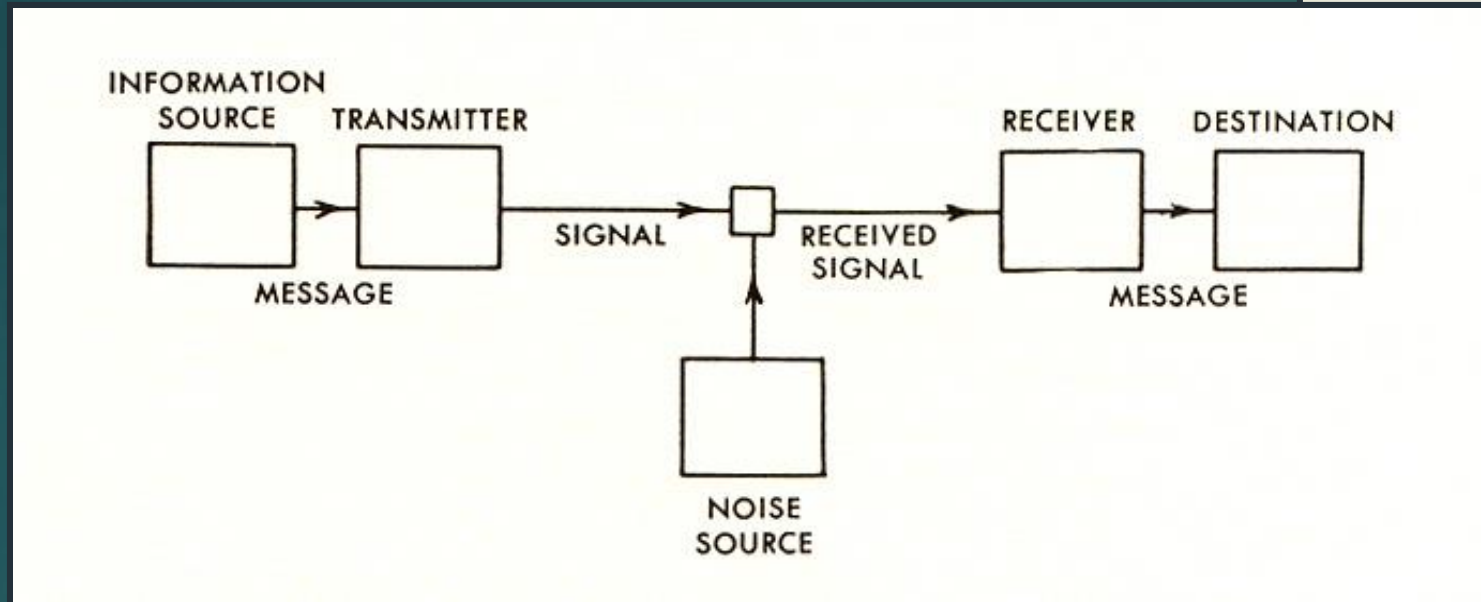 INFORMATION
SOURCE
TRANSMITTER
RECEIVER
DESTINATION
SIGNAL
RECEIVED
SIGNAL
MESSAGE
MESSAGE
NOISE
SOURCE